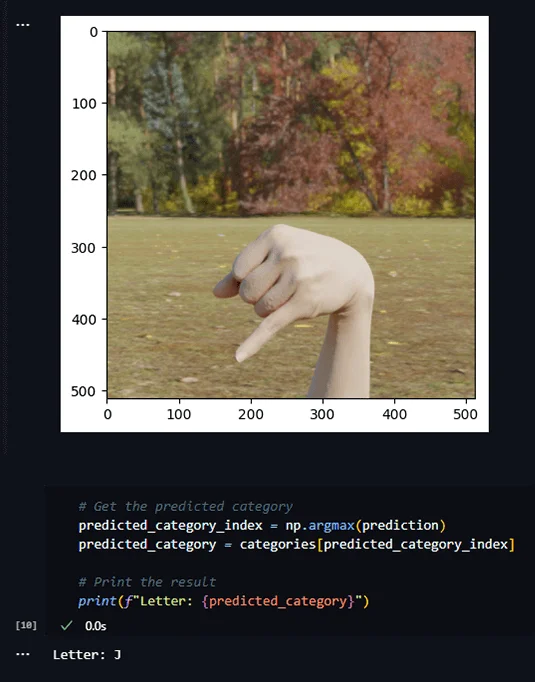 ...
0
100
200
300
400
500
0 100 200 300 400 500
# Get the predicted category
predicted_category_index = np.argmax(prediction)
predicted_category = categories[predicted_category_index]
# Print the result
print(f"Letter: {predicted_category}")
[10] ✓ 0.0s
... Letter: J